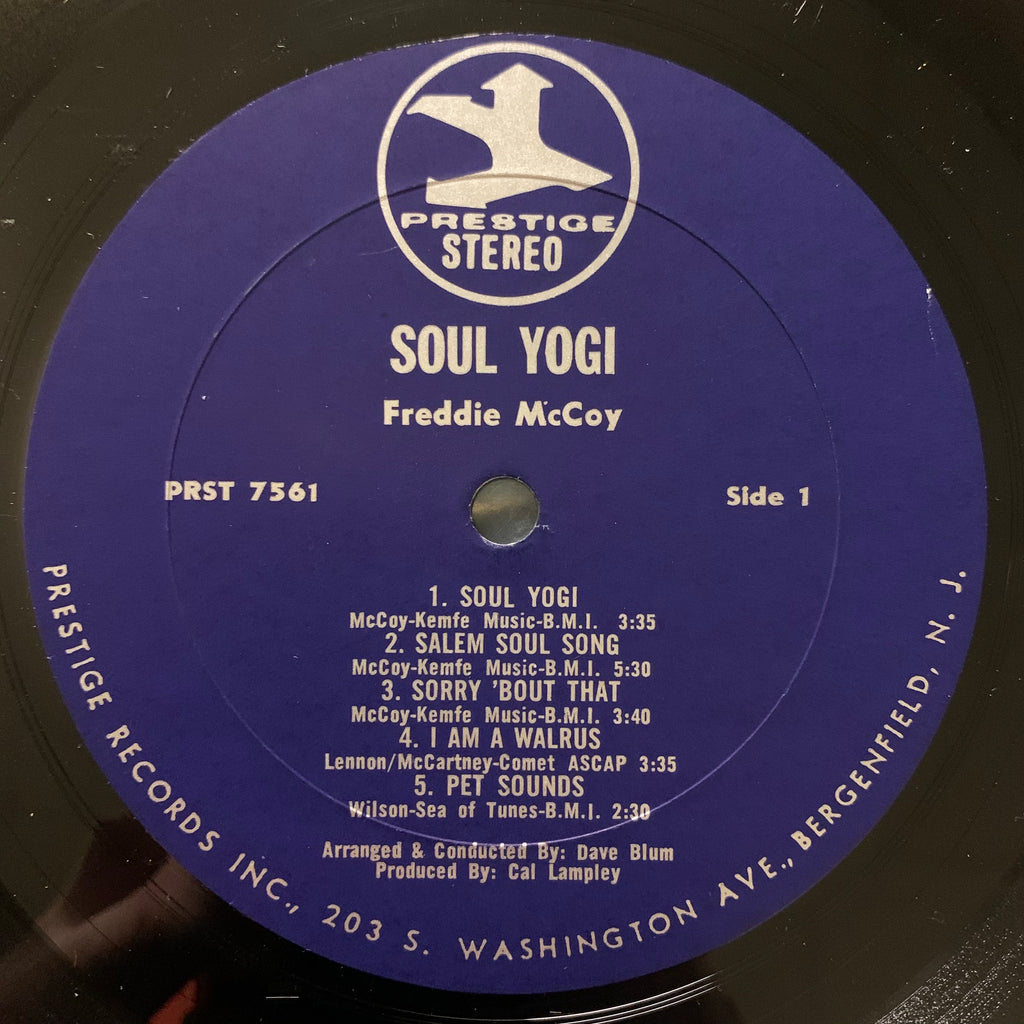 PRESTIGE
STEREO
SOUL YOGI
Freddie McCoy
PRST 7561
Side 1
1. SOUL YOGI
McCoy-Kemfe Music-B.M.I. 3:35
2. SALEM SOUL SONG
McCoy-Kemfe Music-B.M.I. 5:30
3. SORRY 'BOUT THAT
McCoy-Kemfe Music-B.M.I. 3:40
4. I AM A WALRUS
Lennon/McCartney-Comet ASCAP 3:35
5. PET SOUNDS
Wilson-Sea of Tunes-B.M.I. 2:30
Arranged & Conducted By: Dave Blum
Produced By: Cal Lampley
PRESTIGE RECORDS INC., 203 S. WASHINGTON AVE., BERGENFIELD, N. J.